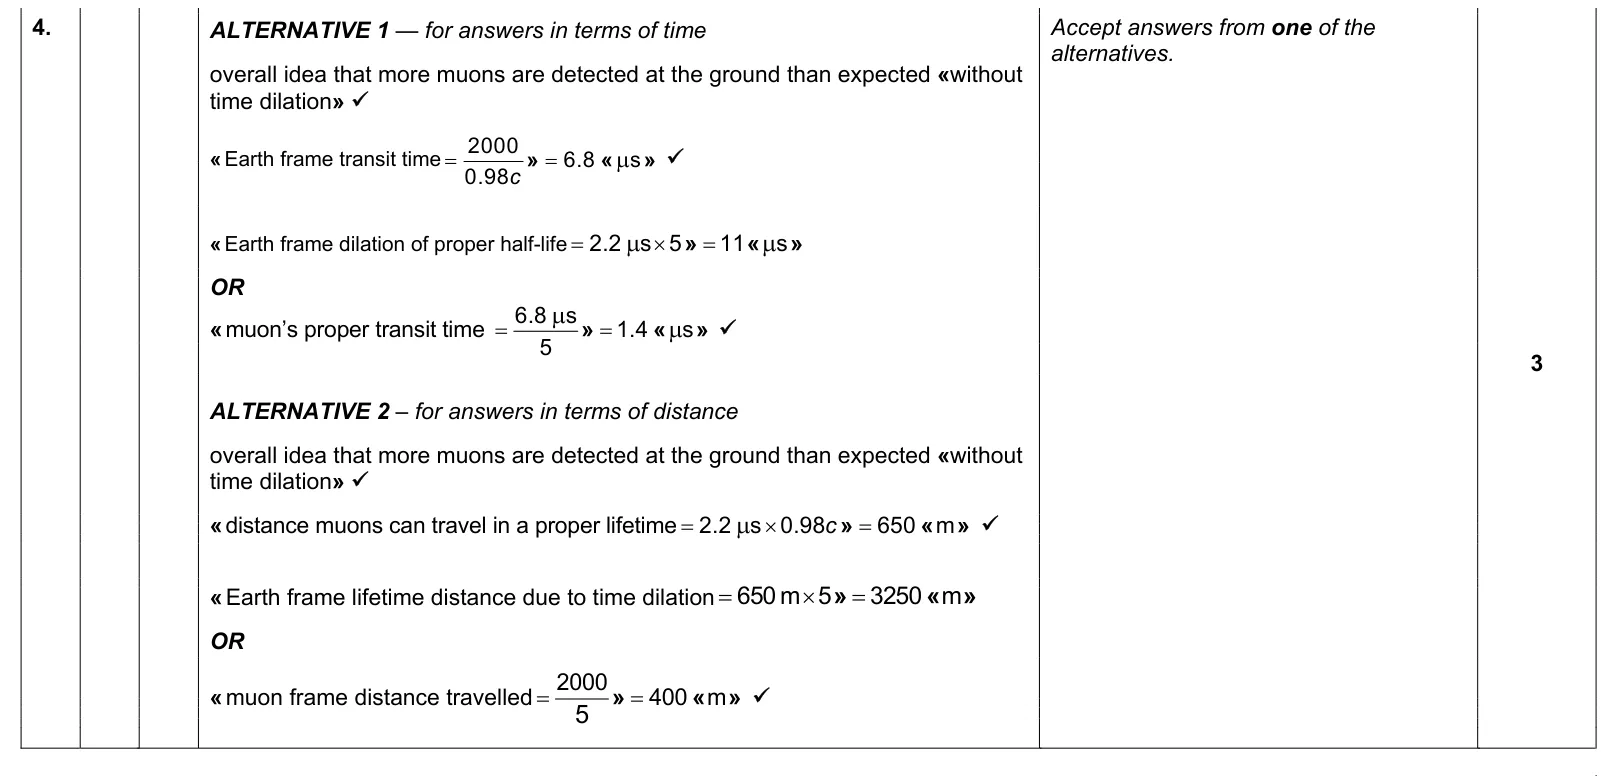 4.
ALTERNATIVE 1 — for answers in terms of time
Accept answers from one of the
alternatives.
overall idea that more muons are detected at the ground than expected «without
time dilation» ✓
«Earth frame transit time = 2000/0.98c» = 6.8 «μs» ✓
«Earth frame dilation of proper half-life = 2.2 μs × 5» = 11 «μs»
OR
«muon’s proper transit time = 6.8 μs/5» = 1.4 «μs» ✓
3
ALTERNATIVE 2 – for answers in terms of distance
overall idea that more muons are detected at the ground than expected «without
time dilation» ✓
«distance muons can travel in a proper lifetime = 2.2 μs × 0.98c» = 650 «m» ✓
«Earth frame lifetime distance due to time dilation = 650 m × 5» = 3250 «m»
OR
«muon frame distance travelled = 2000/5» = 400 «m» ✓